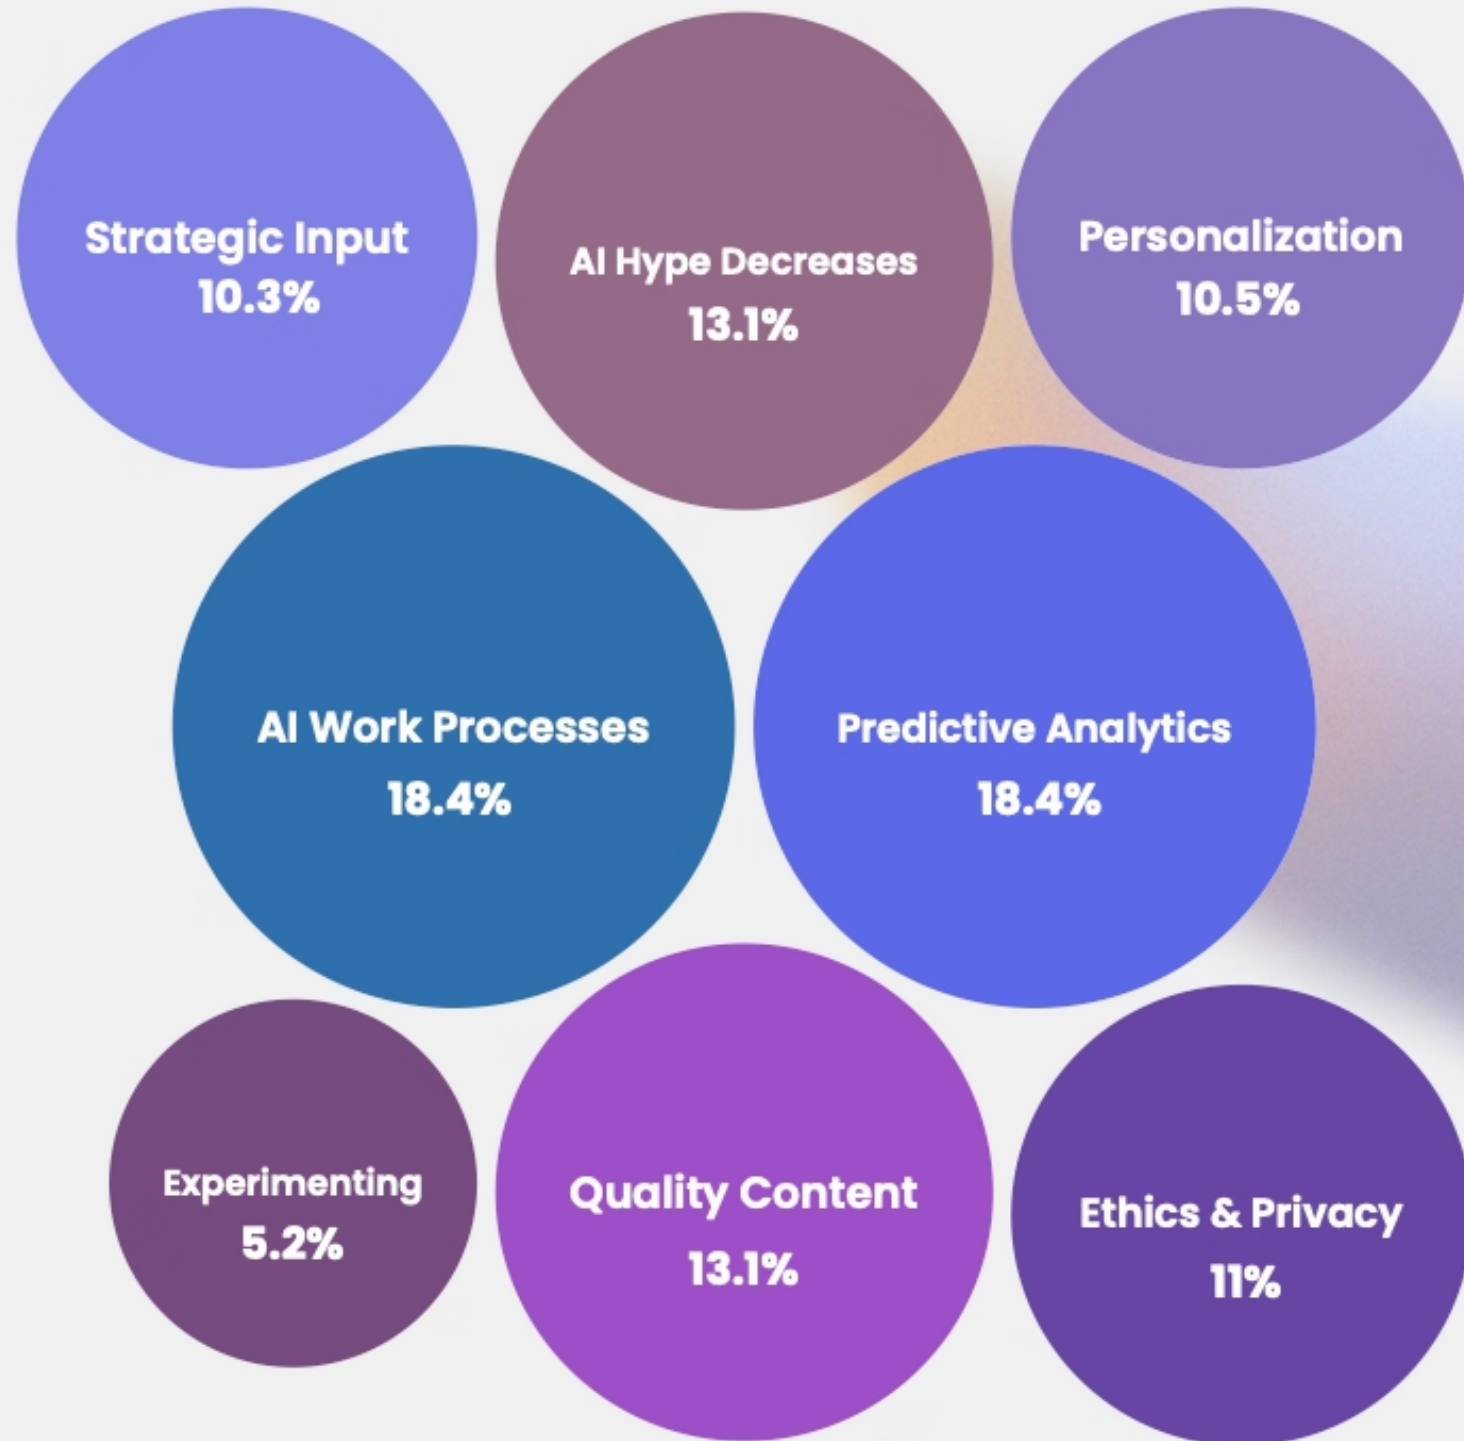 Strategic Input
10.3%
AI Hype Decreases
13.1%
Personalization
10.5%
AI Work Processes
18.4%
Predictive Analytics
18.4%
Experimenting
5.2%
Quality Content
13.1%
Ethics & Privacy
11%